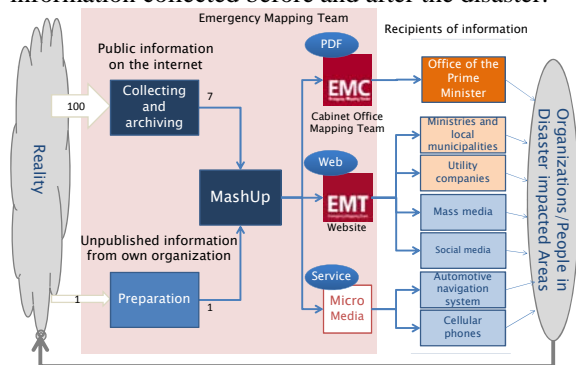 information collected before and after the disaster.
Emergency Mapping Team
Recipients of information
Public information
on the internet
PDF
EMC
Cabinet Office
Mapping Team
Office of the
Prime
Minister
100
Collecting
and
archiving
7
Reality
MashUp
Web
EMT
Website
Ministries and
local
municipalities
Utility
companies
Mass media
Social media
Organizations/People in
Disaster impacted Areas
Unpublished information
from own organization
1
Preparation
1
Service
Micro
Media
Automotive
navigation
system
Cellular
phones